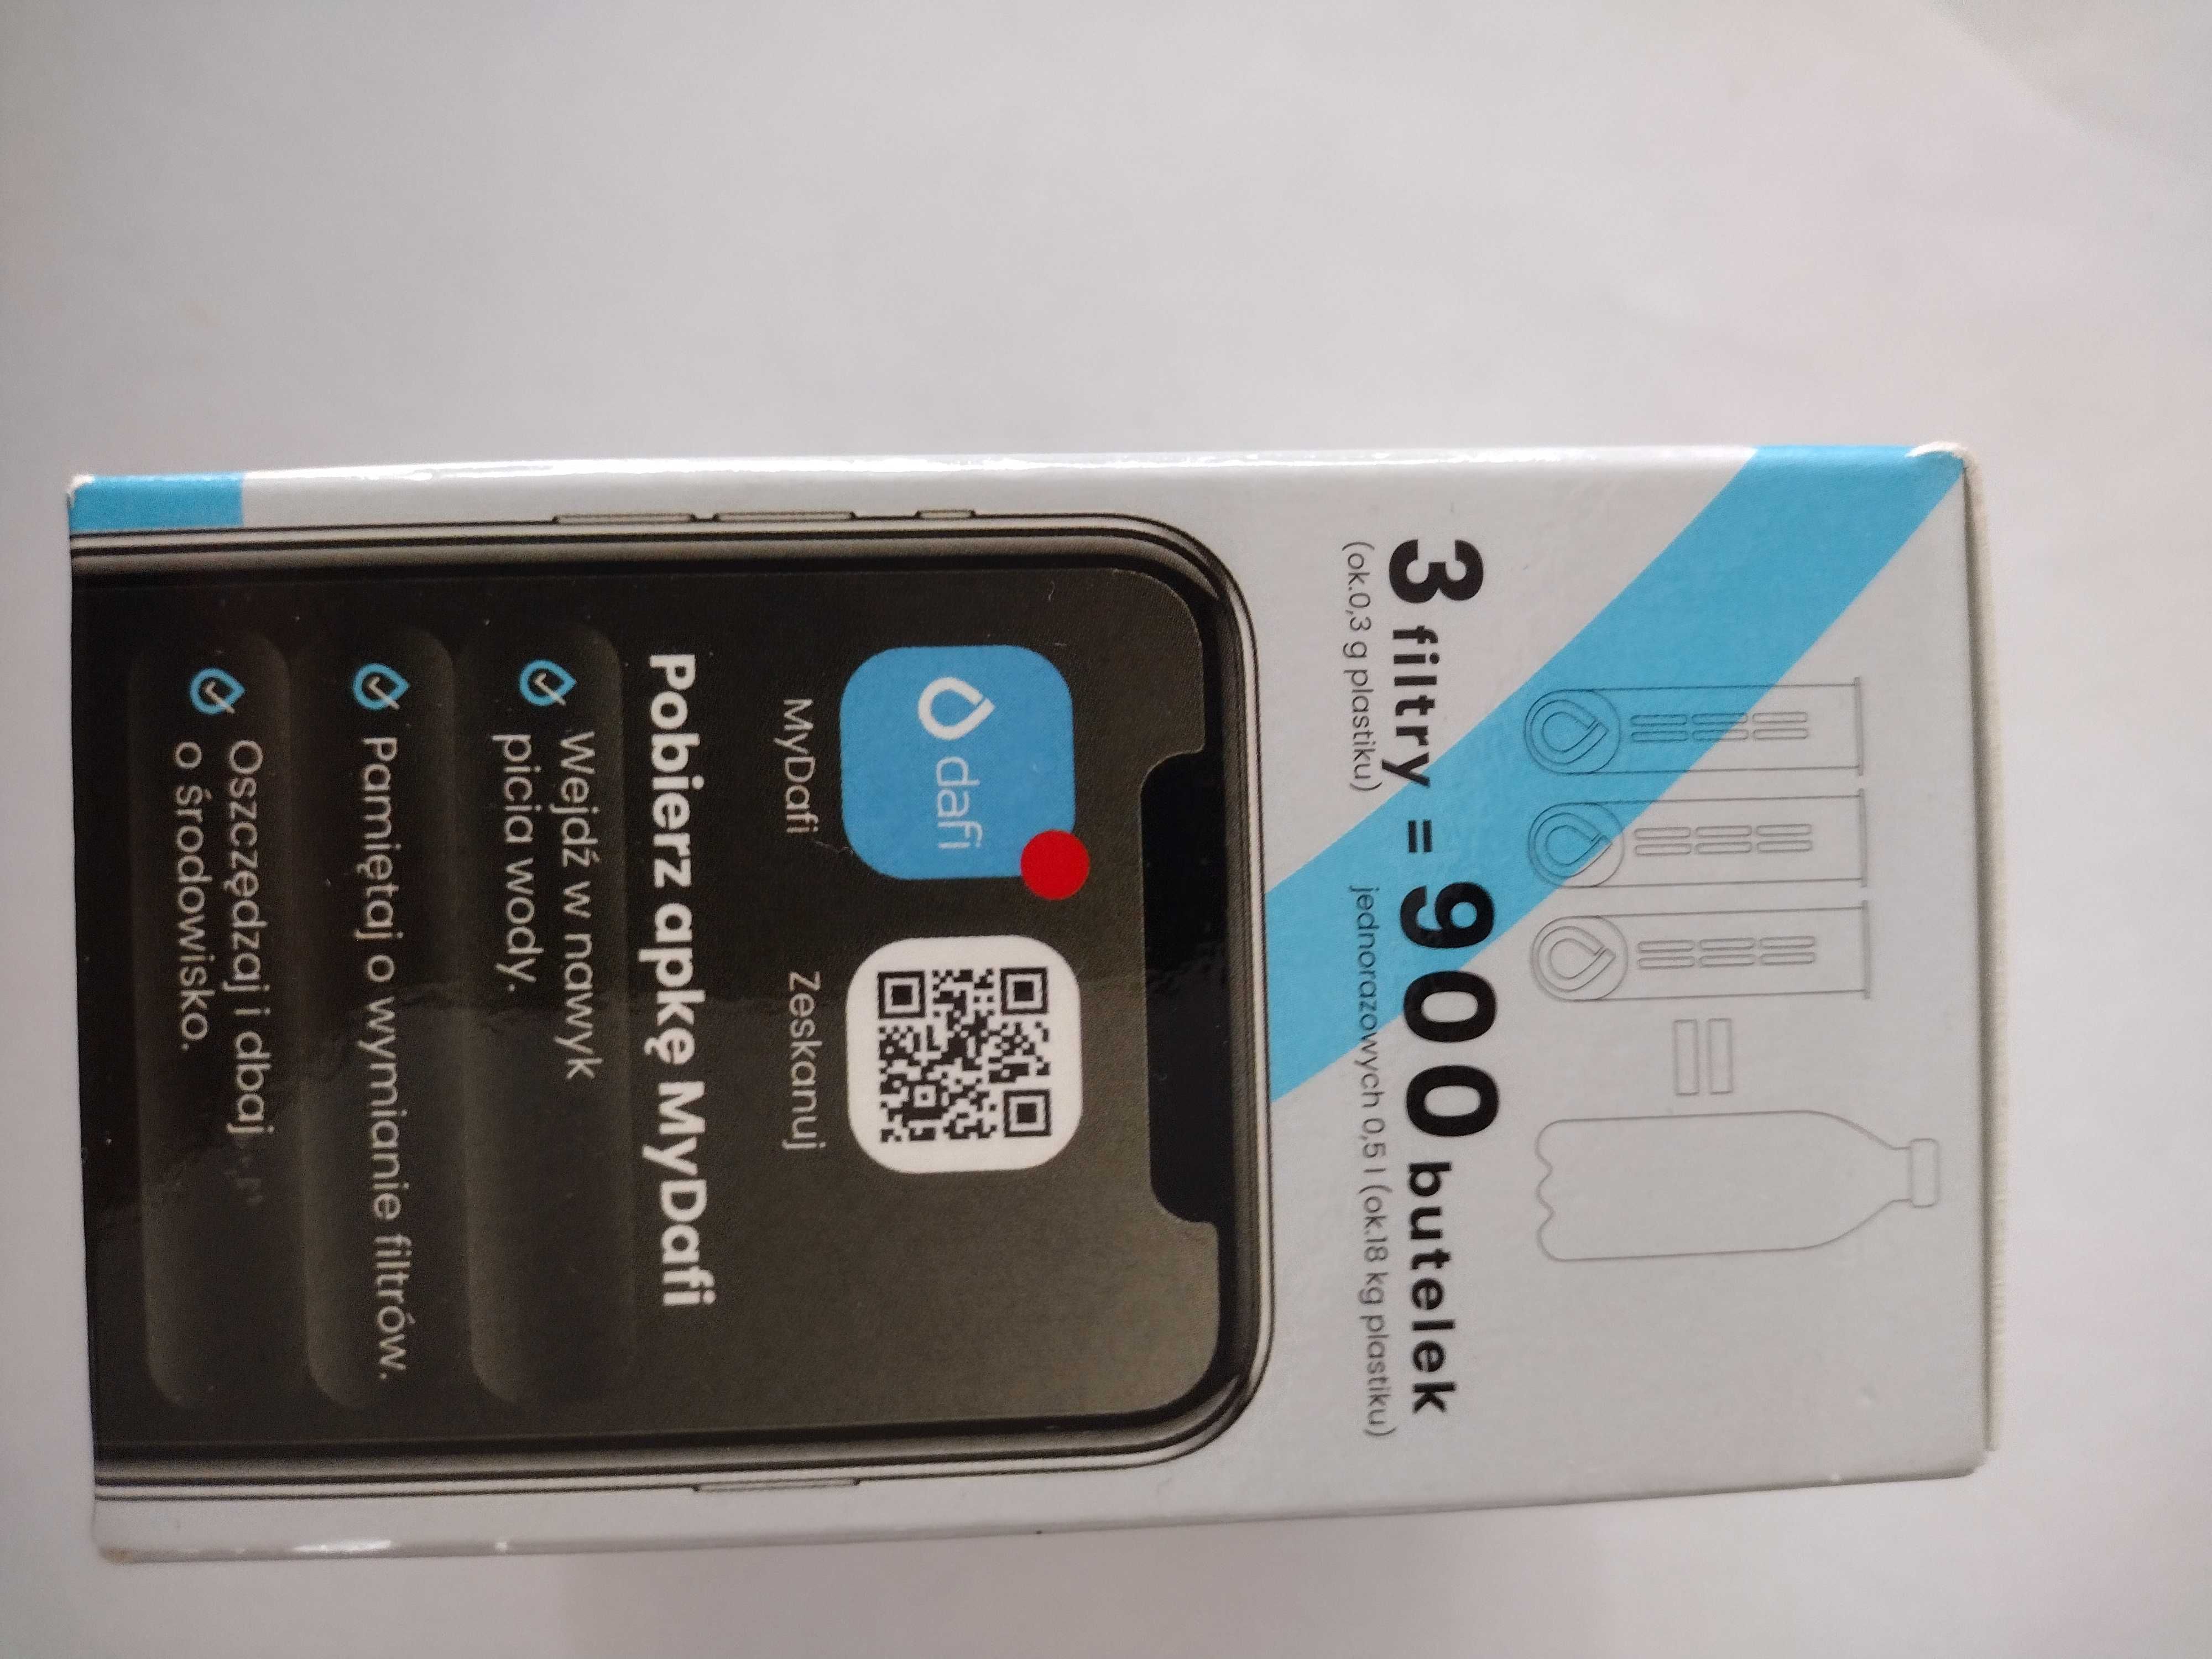 3 filtry = 900 butelek
(ok.0,3 g plastiku) jednorazowych 0,5 l (ok.18 kg plastiku)
dafi
MyDafi Zeskanuj
Pobierz apkę MyDafi
Wejdź w nawyk
picia wody.
Pamiętaj o wymianie filtrów.
Oszczędzaj i dbaj
o środowisko.